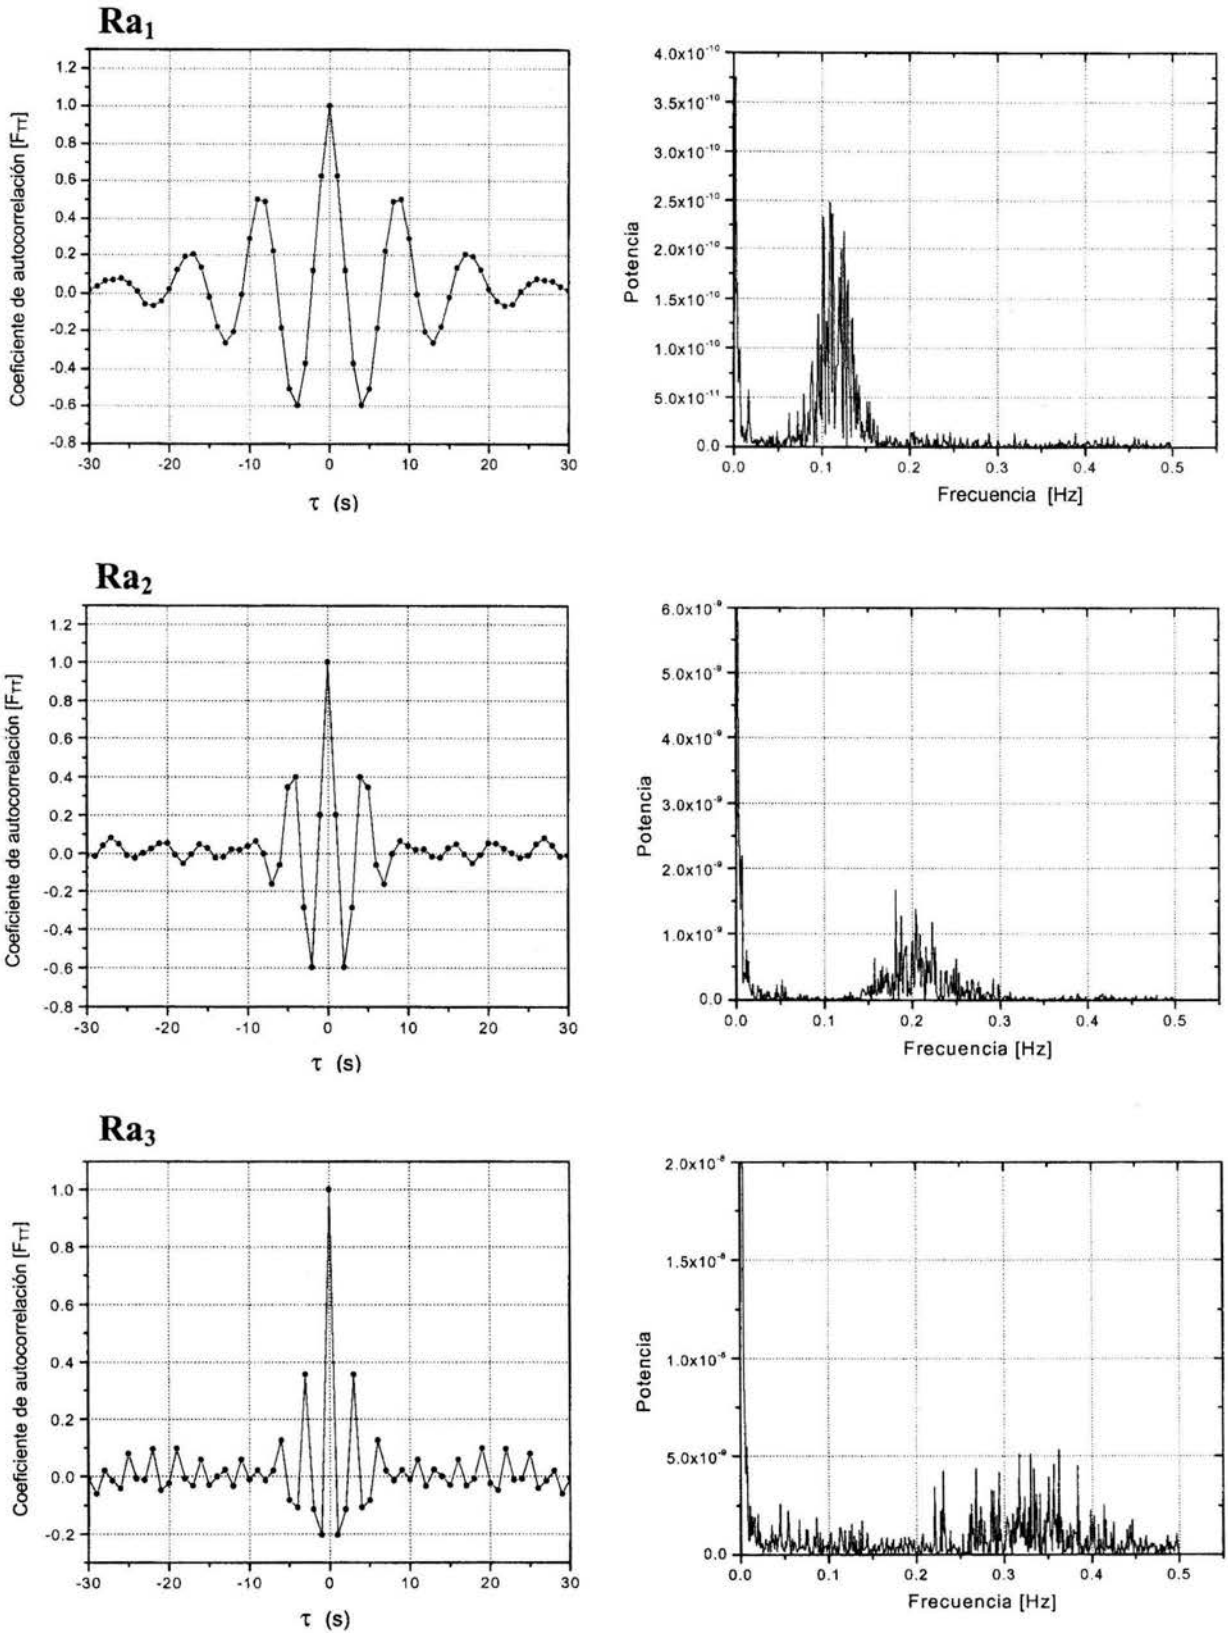 Ra₁
Coeficiente de autocorrelación [F_TT]
1.2
1.0
0.8
0.6
0.4
0.2
0.0
-0.2
-0.4
-0.6
-0.8
-30 -20 -10 0 10 20 30
τ (s)
Potencia
4.0x10⁻¹⁰
3.5x10⁻¹⁰
3.0x10⁻¹⁰
2.5x10⁻¹⁰
2.0x10⁻¹⁰
1.5x10⁻¹⁰
1.0x10⁻¹⁰
5.0x10⁻¹¹
0.0
0.0 0.1 0.2 0.3 0.4 0.5
Frecuencia [Hz]
Ra₂
Coeficiente de autocorrelación [F_TT]
1.2
1.0
0.8
0.6
0.4
0.2
0.0
-0.2
-0.4
-0.6
-0.8
-30 -20 -10 0 10 20 30
τ (s)
Potencia
6.0x10⁻⁹
5.0x10⁻⁹
4.0x10⁻⁹
3.0x10⁻⁹
2.0x10⁻⁹
1.0x10⁻⁹
0.0
0.0 0.1 0.2 0.3 0.4 0.5
Frecuencia [Hz]
Ra₃
Coeficiente de autocorrelación [F_TT]
1.0
0.8
0.6
0.4
0.2
0.0
-0.2
-30 -20 -10 0 10 20 30
τ (s)
Potencia
2.0x10⁻⁸
1.5x10⁻⁸
1.0x10⁻⁸
5.0x10⁻⁹
0.0
0.0 0.1 0.2 0.3 0.4 0.5
Frecuencia [Hz]